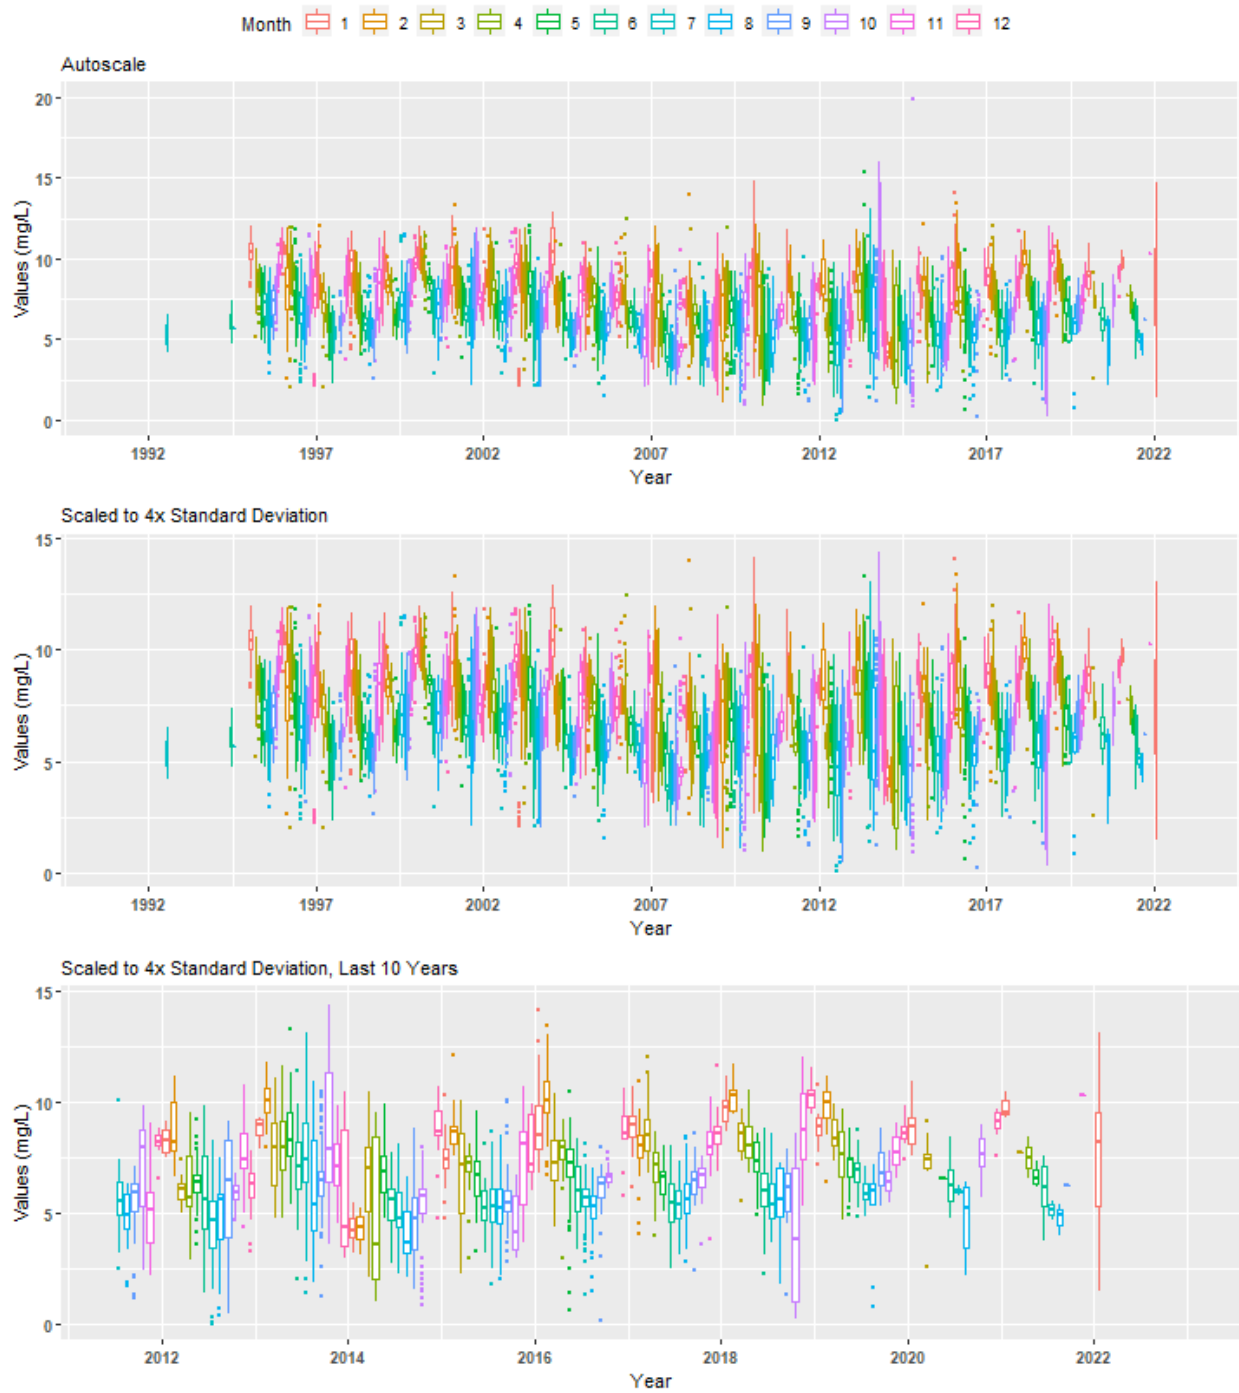 Month 1 2 3 4 5 6 7 8 9 10 11 12
Autoscale
20
15
10
5
0
Values (mg/L)
1992 1997 2002 2007 2012 2017 2022
Year
Scaled to 4x Standard Deviation
15
10
5
0
Values (mg/L)
1992 1997 2002 2007 2012 2017 2022
Year
Scaled to 4x Standard Deviation, Last 10 Years
15
10
5
0
Values (mg/L)
2012 2014 2016 2018 2020 2022
Year